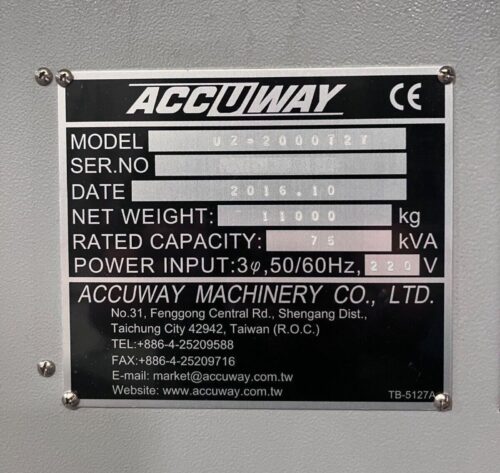 ACCUWAY CE
MODEL UZ-2000T2Y
SER.NO
DATE 2016.10
NET WEIGHT: 11000 kg
RATED CAPACITY: 75 kVA
POWER INPUT:3φ,50/60Hz, 220 V
ACCUWAY MACHINERY CO., LTD.
No.31, Fenggong Central Rd., Shengang Dist.,
Taichung City 42942, Taiwan (R.O.C.)
TEL:+886-4-25209588
FAX:+886-4-25209716
E-mail: market@accuway.com.tw
Website: www.accuway.com.tw
TB-5127A